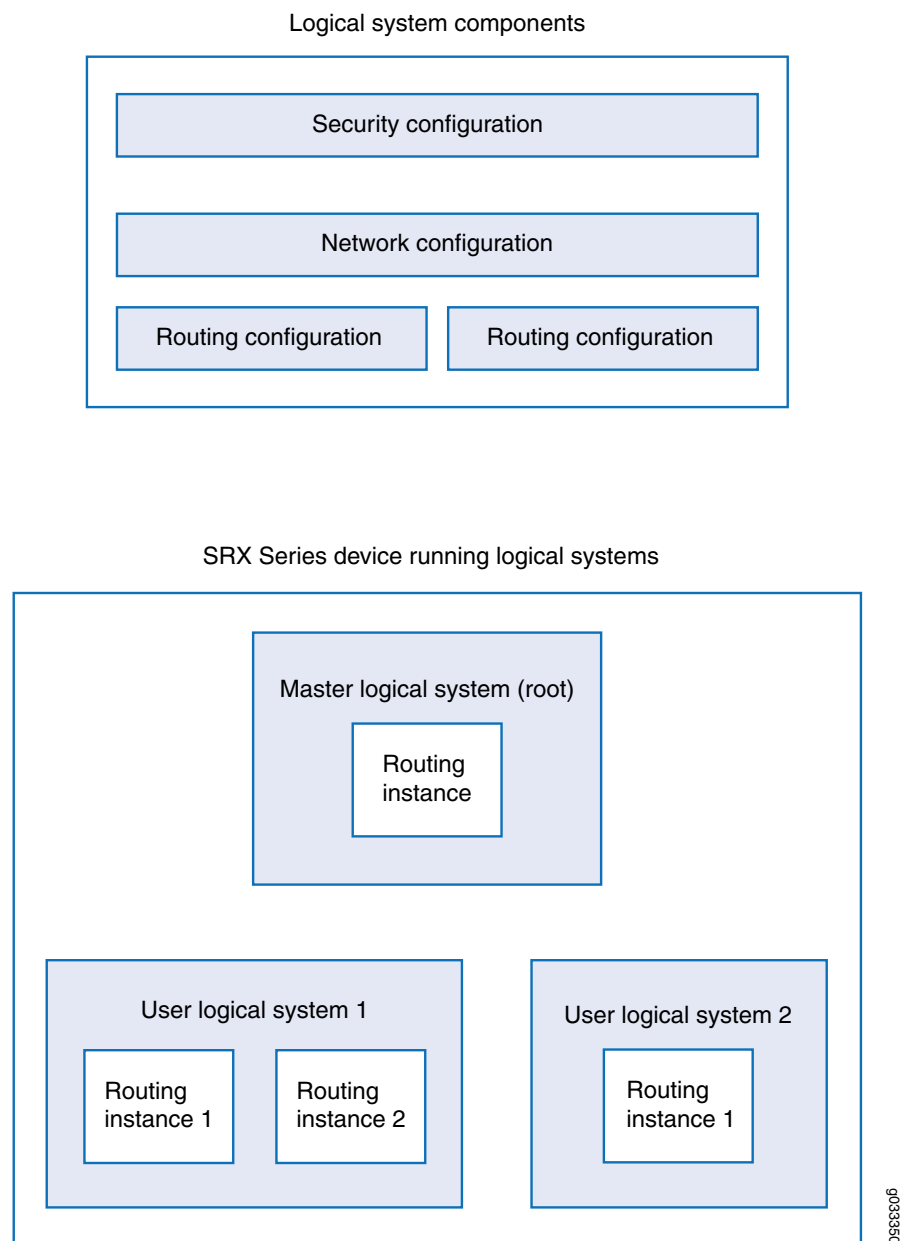 Logical system components
Security configuration
Network configuration
Routing configuration
Routing configuration
SRX Series device running logical systems
Master logical system (root)
Routing
instance
User logical system 1
Routing
instance 1
Routing
instance 2
User logical system 2
Routing
instance 1
g033350